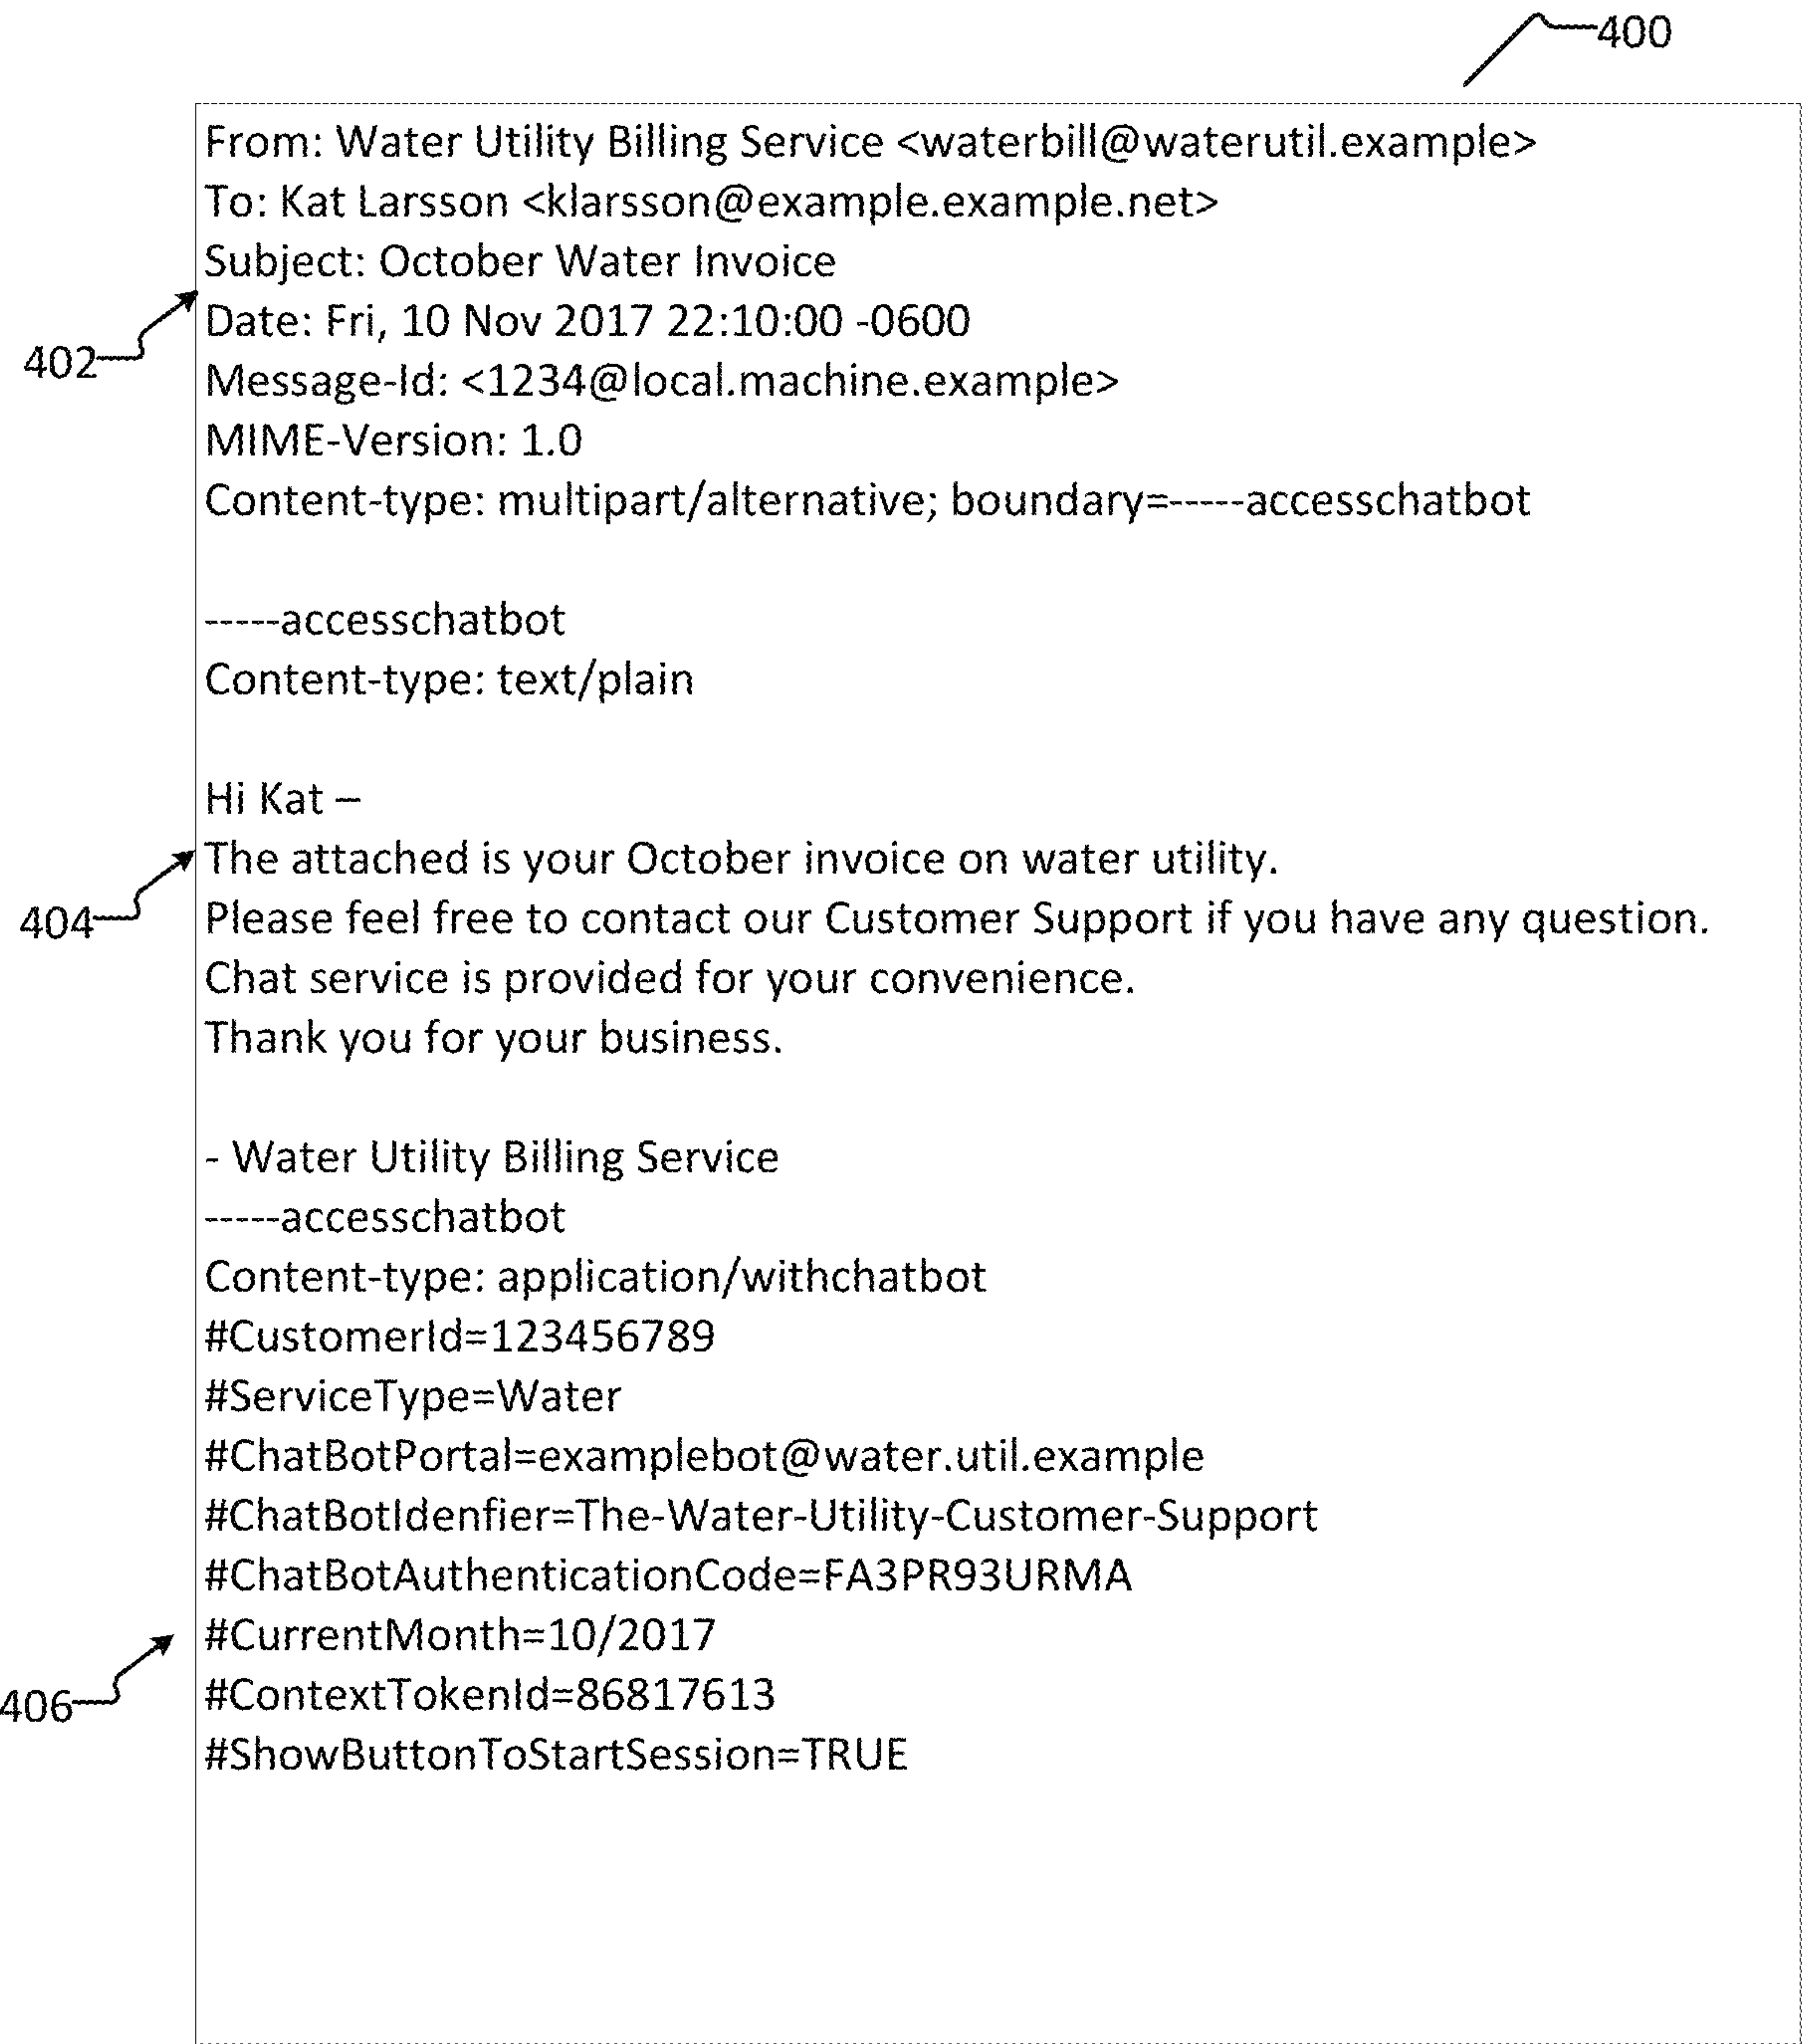 400
From: Water Utility Billing Service <waterbill@waterutil.example>
To: Kat Larsson <klarsson@example.example.net>
Subject: October Water Invoice
Date: Fri, 10 Nov 2017 22:10:00 -0600
402
Message-Id: <1234@local.machine.example>
MIME-Version: 1.0
Content-type: multipart/alternative; boundary=-----accesschatbot
-----accesschatbot
Content-type: text/plain
Hi Kat –
The attached is your October invoice on water utility.
404
Please feel free to contact our Customer Support if you have any question.
Chat service is provided for your convenience.
Thank you for your business.
- Water Utility Billing Service
-----accesschatbot
Content-type: application/withchatbot
#CustomerId=123456789
#ServiceType=Water
#ChatBotPortal=examplebot@water.util.example
#ChatBotIdenfier=The-Water-Utility-Customer-Support
#ChatBotAuthenticationCode=FA3PR93URMA
#CurrentMonth=10/2017
406
#ContextTokenId=86817613
#ShowButtonToStartSession=TRUE